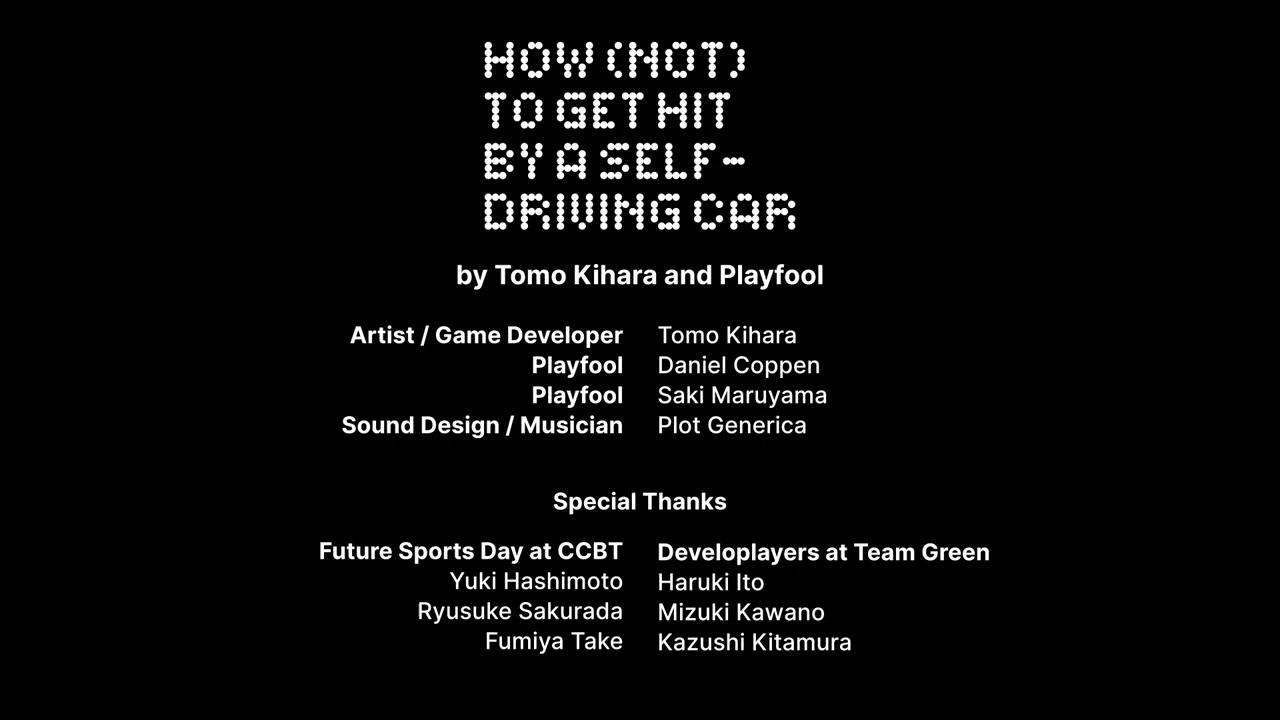 HOW (NOT)
TO GET HIT
BY A SELF-
DRIVING CAR
by Tomo Kihara and Playfool
Artist / Game Developer Tomo Kihara
Playfool Daniel Coppen
Playfool Saki Maruyama
Sound Design / Musician Plot Generica
Special Thanks
Future Sports Day at CCBT
Yuki Hashimoto
Ryusuke Sakurada
Fumiya Take
Developlayers at Team Green
Haruki Ito
Mizuki Kawano
Kazushi Kitamura